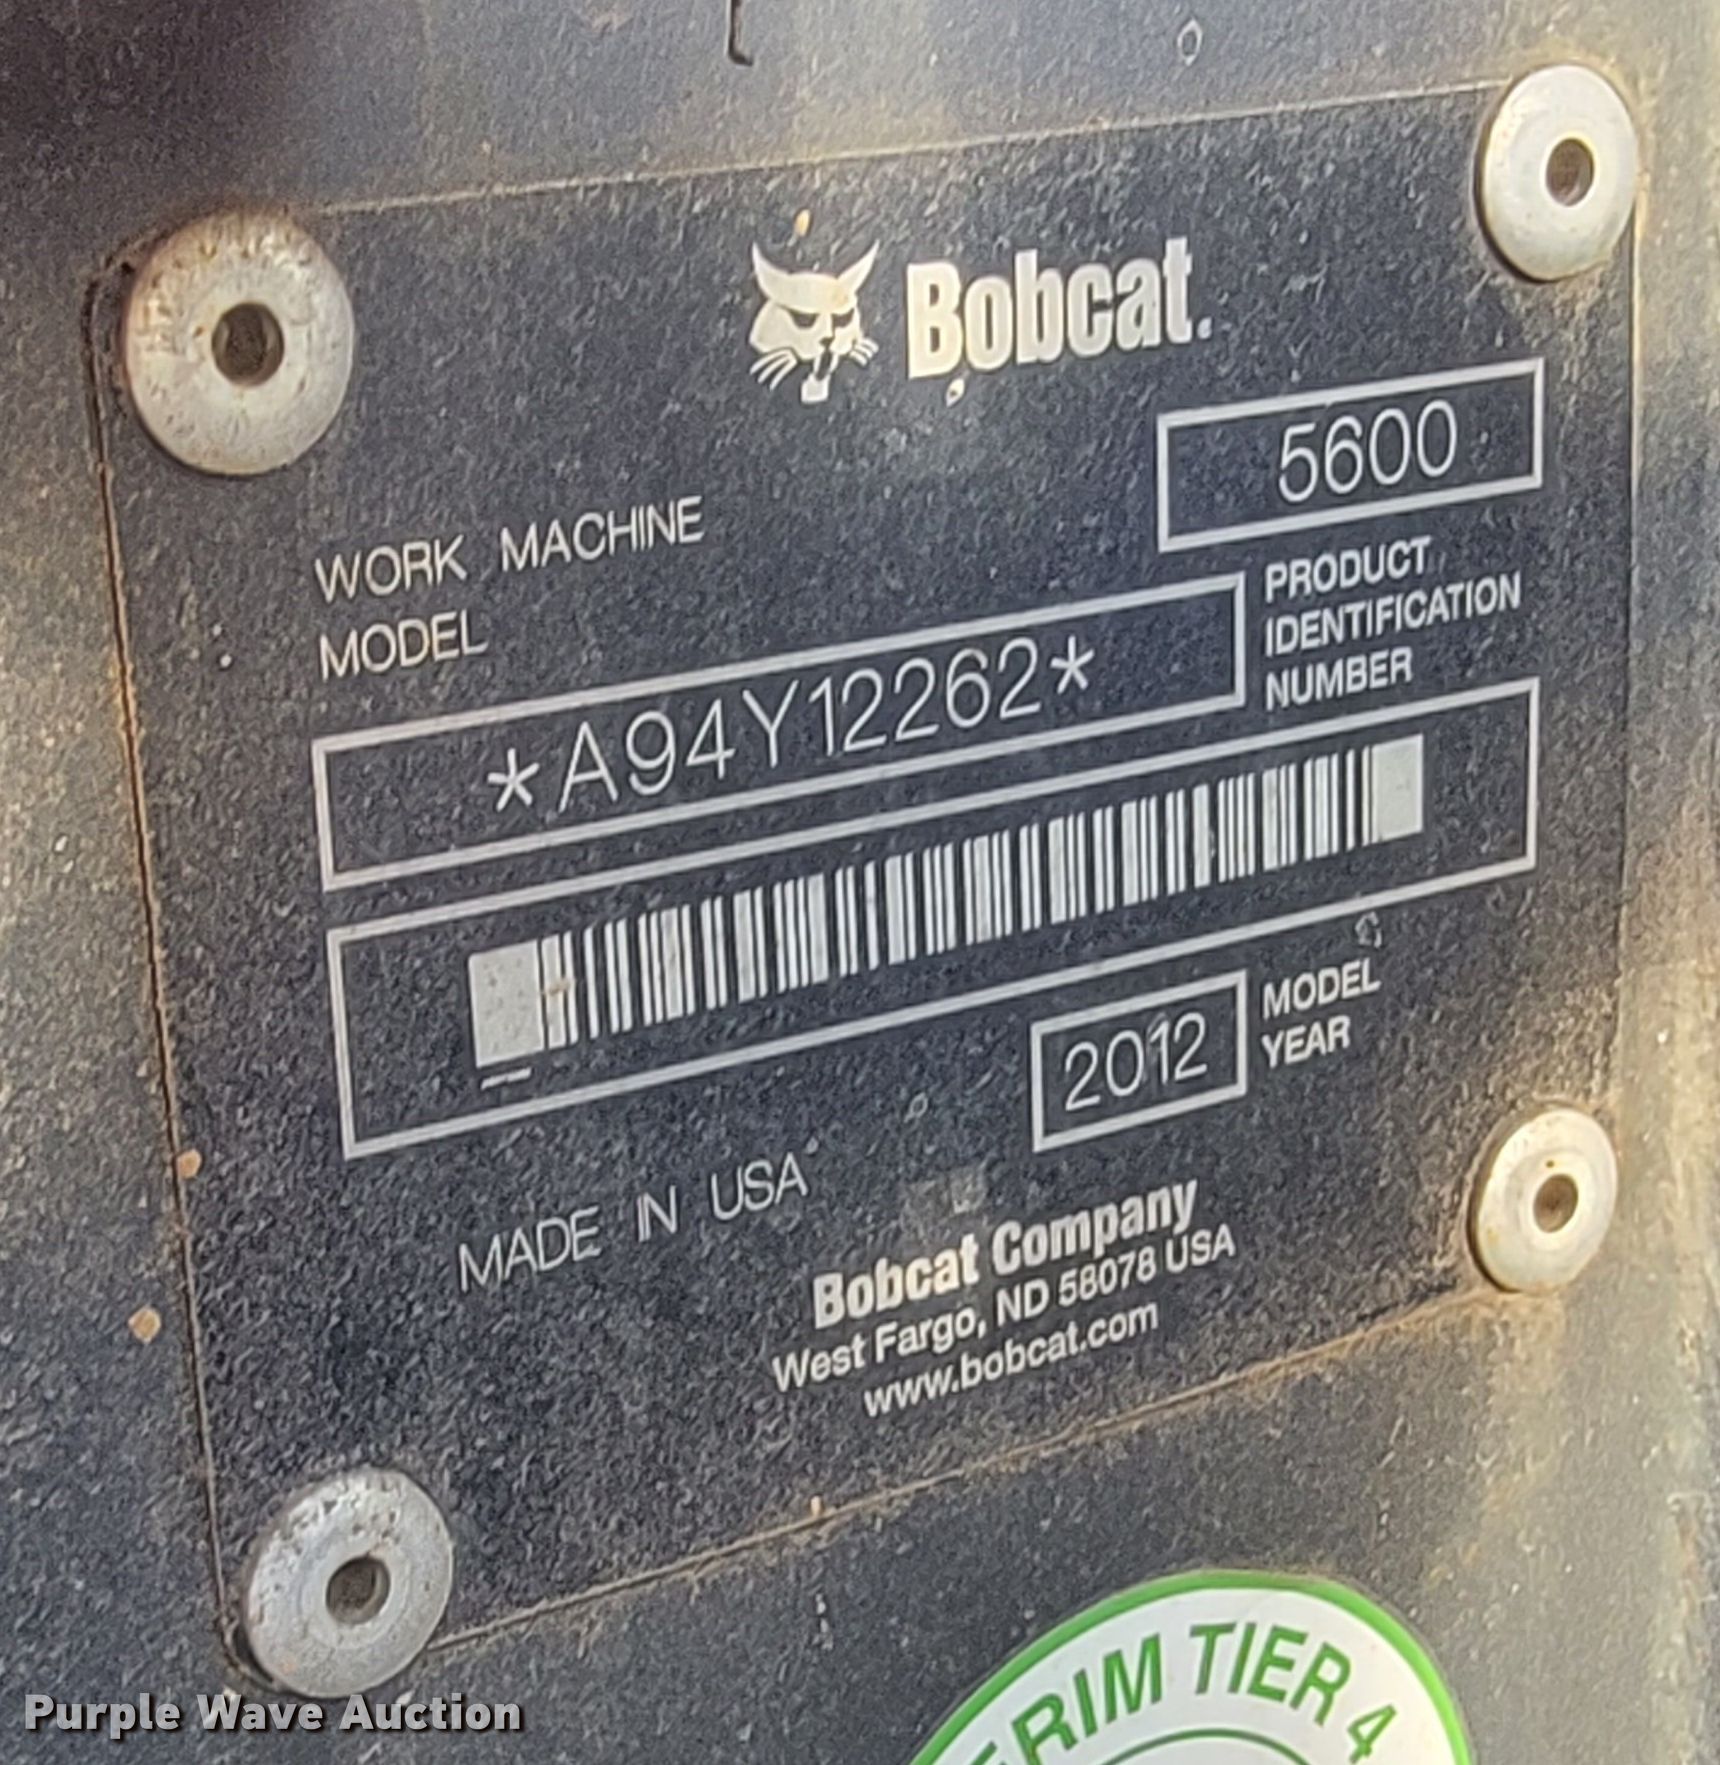 Bobcat.
5600
WORK MACHINE
MODEL
PRODUCT
IDENTIFICATION
NUMBER
*A94Y12262*
2012
MODEL
YEAR
MADE IN USA
Bobcat Company
West Fargo, ND 58078 USA
www.bobcat.com
ERIM TIER 4
Purple Wave Auction